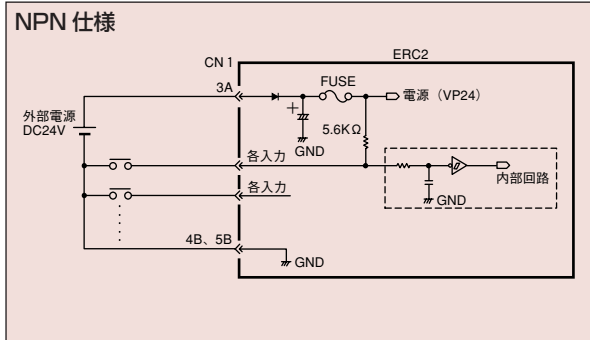 NPN 仕様
CN 1
ERC2
3A
FUSE
電源（VP24）
外部電源
DC24V
+
5.6KΩ
GND
各入力
内部回路
GND
各入力
4B、5B
GND